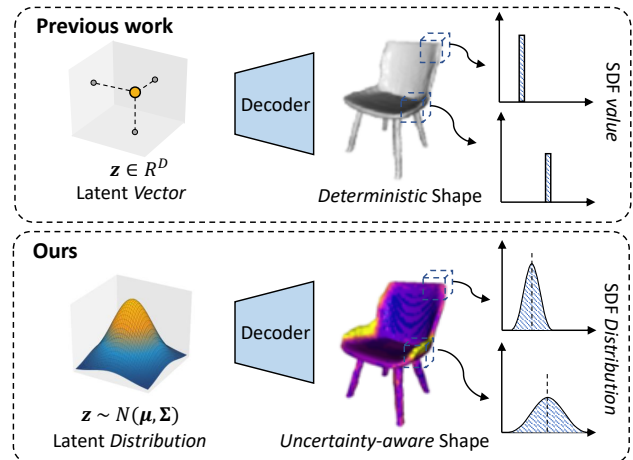 Previous work
Decoder
𝒛 ∈ R^D
Latent Vector
Deterministic Shape
SDF value
Ours
Decoder
𝒛 ~ N(𝝁, 𝚺)
Latent Distribution
Uncertainty-aware Shape
SDF Distribution